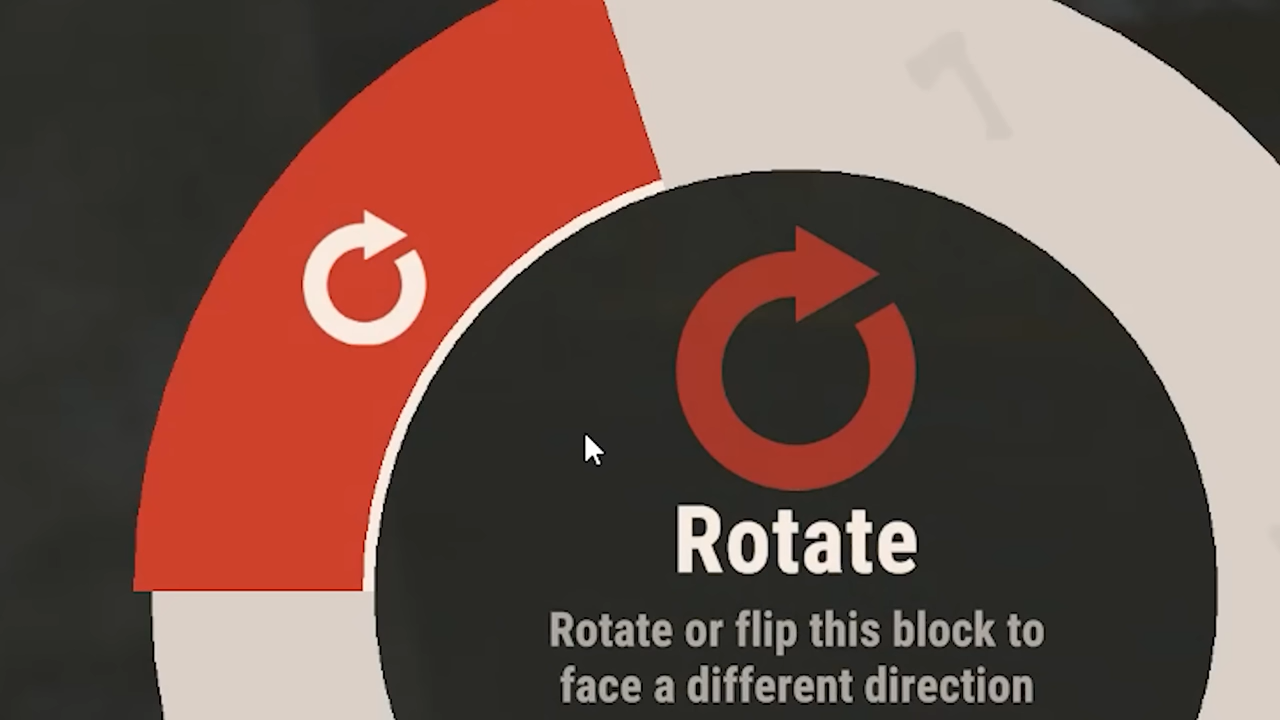 Rotate
Rotate or flip this block to
face a different direction